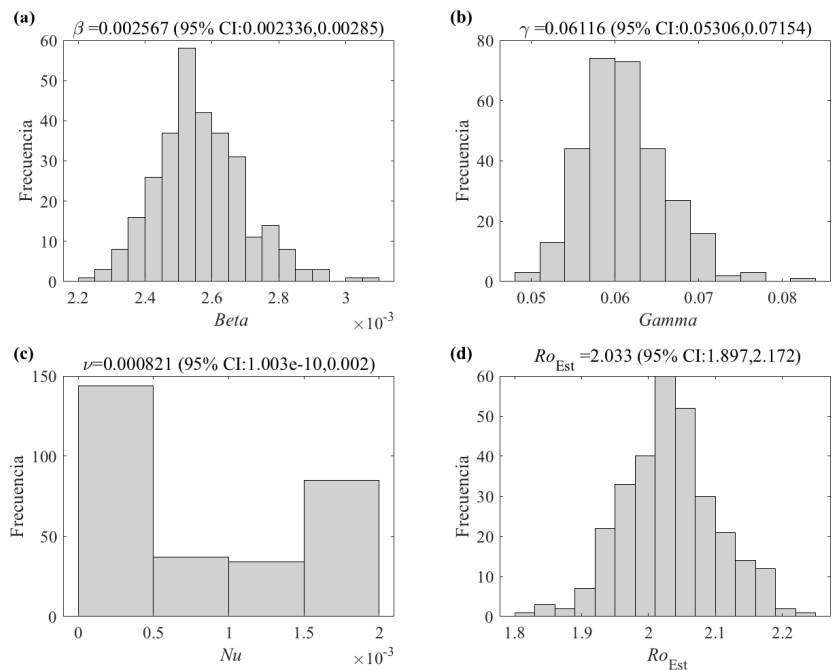 (a)
β =0.002567 (95% CI:0.002336,0.00285)
Frecuencia
60
50
40
30
20
10
0
2.2 2.4 2.6 2.8 3
×10⁻³
Beta
(b)
γ =0.06116 (95% CI:0.05306,0.07154)
Frecuencia
80
60
40
20
0
0.05 0.06 0.07 0.08
Gamma
(c)
ν=0.000821 (95% CI:1.003e-10,0.002)
Frecuencia
150
100
50
0
0 0.5 1 1.5 2
×10⁻³
Nu
(d)
Ro_Est =2.033 (95% CI:1.897,2.172)
Frecuencia
60
50
40
30
20
10
0
1.8 1.9 2 2.1 2.2
Ro_Est